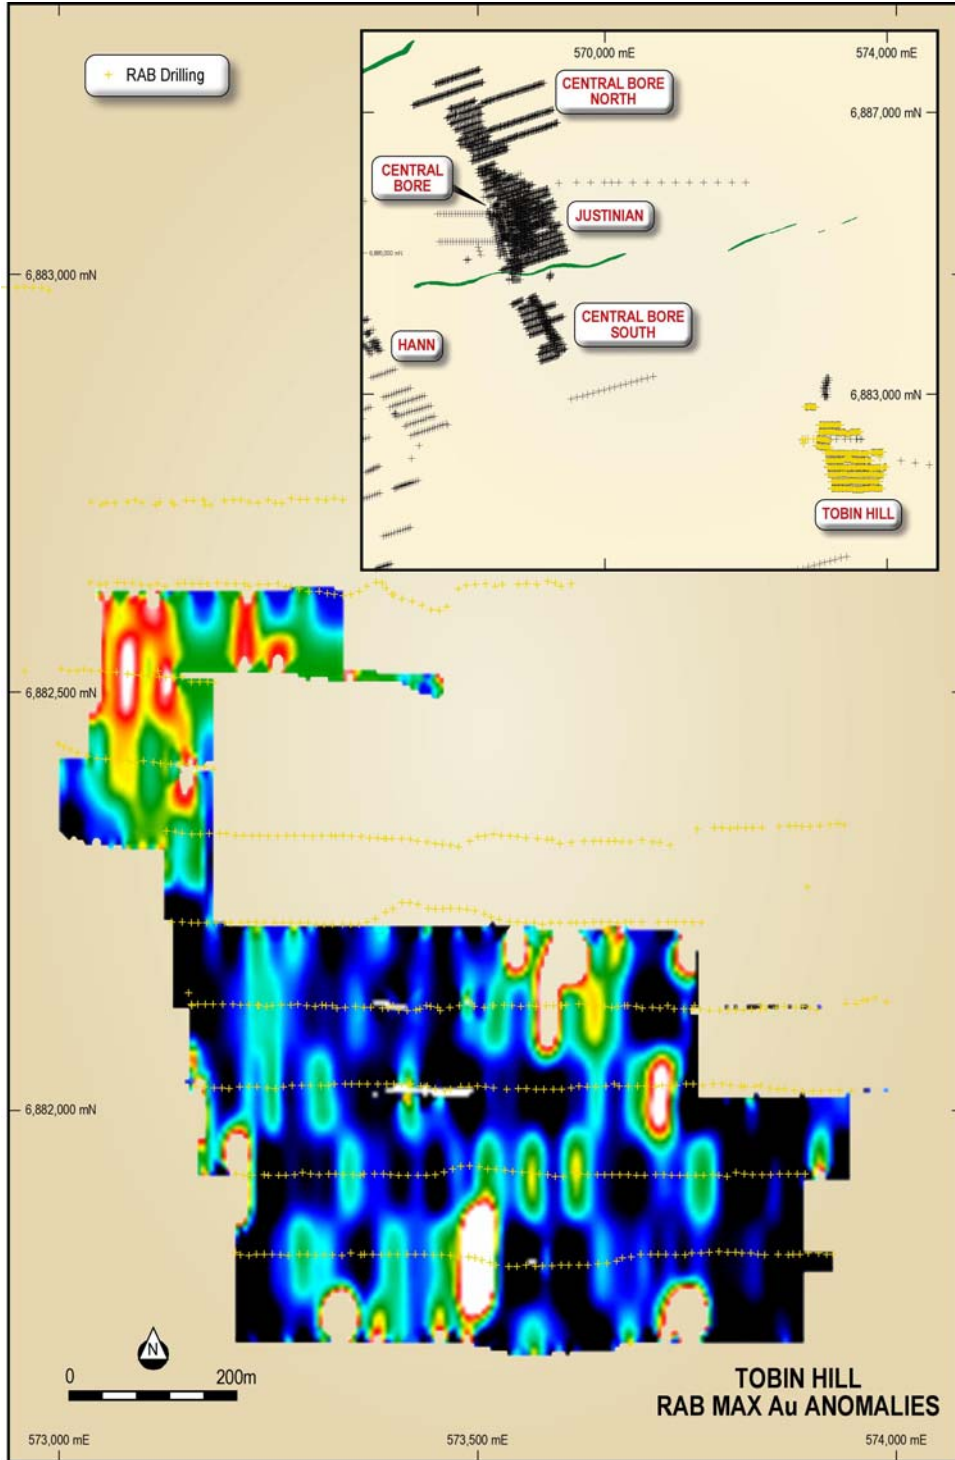 RAB Drilling
570,000 mE
574,000 mE
CENTRAL BORE
NORTH
6,887,000 mN
CENTRAL
BORE
JUSTINIAN
6,883,000 mN
CENTRAL BORE
SOUTH
HANN
6,883,000 mN
TOBIN HILL
6,882,500 mN
6,882,000 mN
N
0
200m
TOBIN HILL
RAB MAX Au ANOMALIES
573,000 mE
573,500 mE
574,000 mE